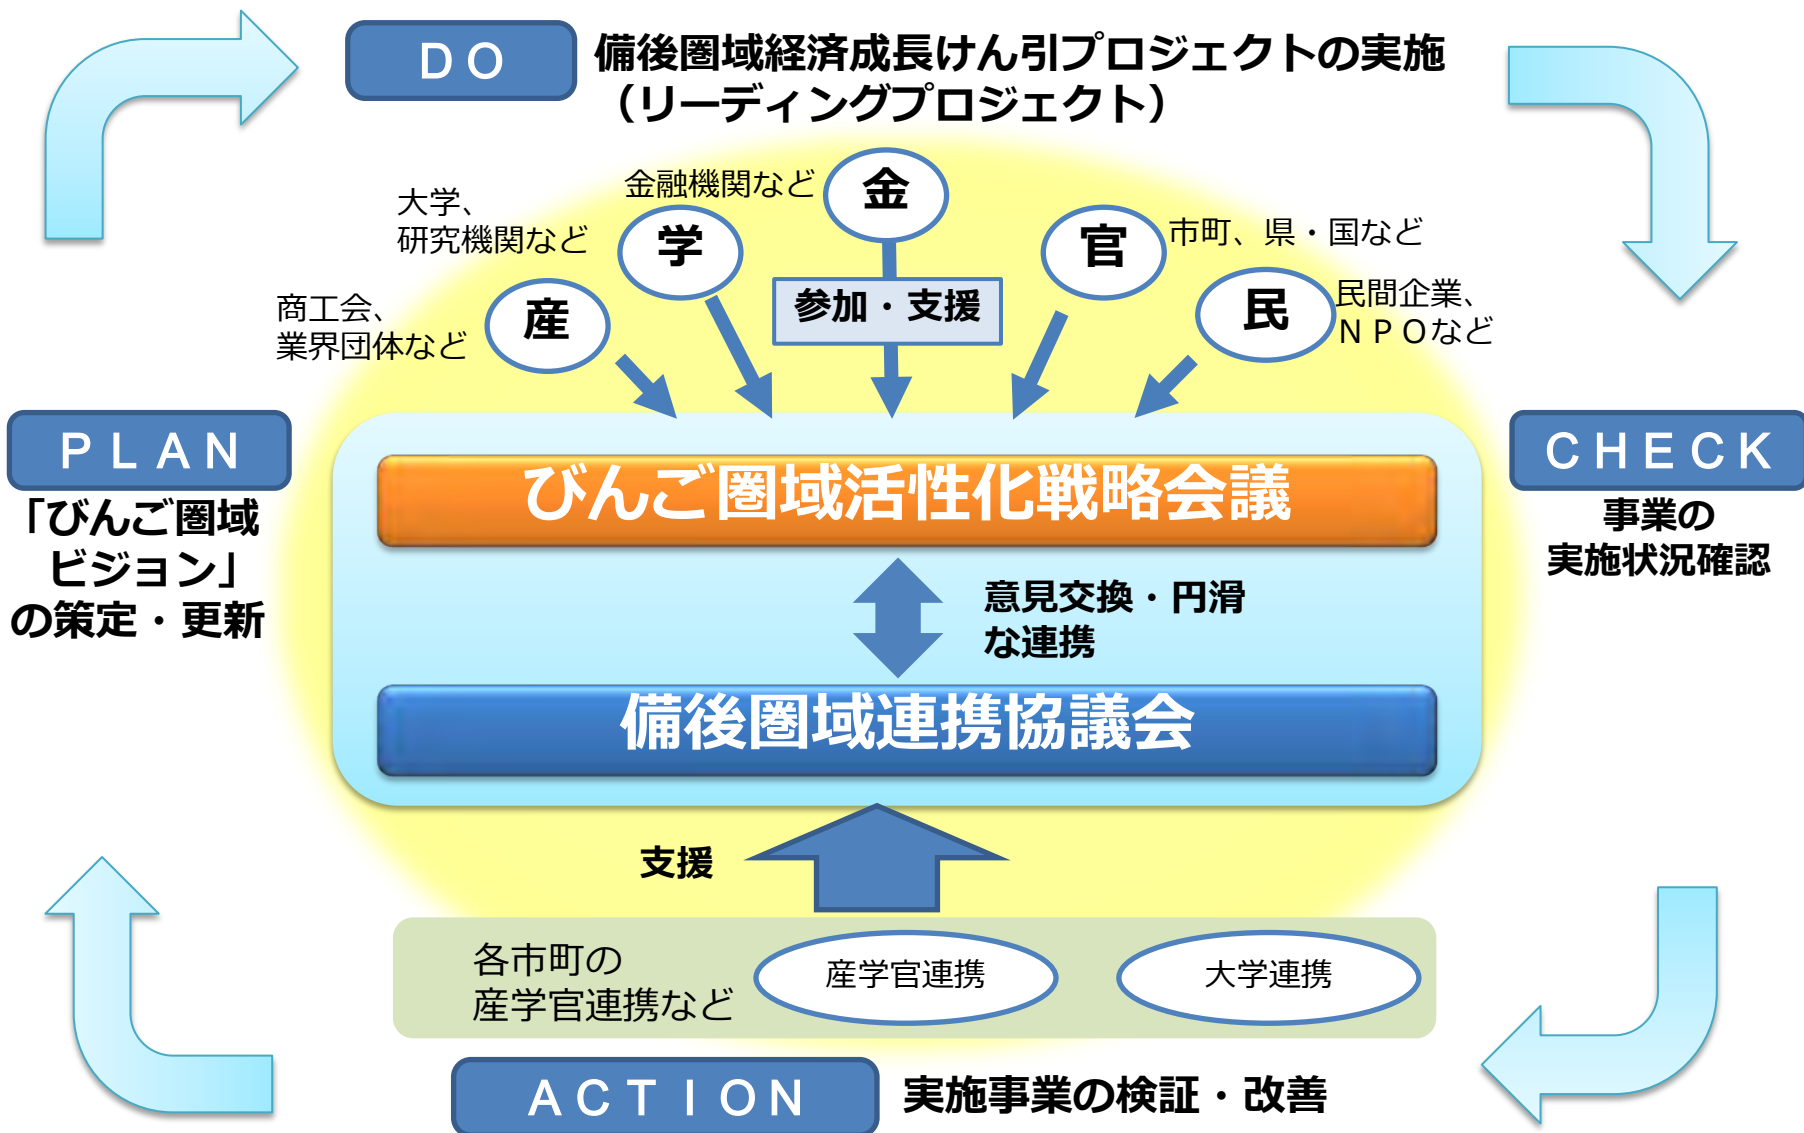 ＤＯ
備後圏域経済成長けん引プロジェクトの実施
（リーディングプロジェクト）
金融機関など
金
大学、
研究機関など
学
官
市町、県・国など
商工会、
業界団体など
産
参加・支援
民
民間企業、
ＮＰＯなど
ＰＬＡＮ
「びんご圏域
ビジョン」
の策定・更新
びんご圏域活性化戦略会議
ＣＨＥＣＫ
事業の
実施状況確認
意見交換・円滑
な連携
備後圏域連携協議会
支援
各市町の
産学官連携など
産学官連携
大学連携
ＡＣＴＩＯＮ
実施事業の検証・改善